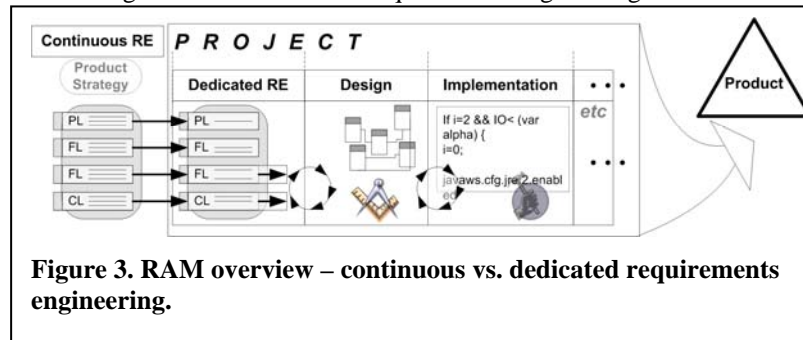 Continuous RE
Product
Strategy
PL
FL
FL
CL
PROJECT
Dedicated RE
PL
FL
FL
CL
Design
Implementation
If i=2 && IO< (var
alpha) {
i=0;
javaws.cfg.jre.2.enabl
ed
• • •
etc
• • •
Product
Figure 3. RAM overview – continuous vs. dedicated requirements
engineering.